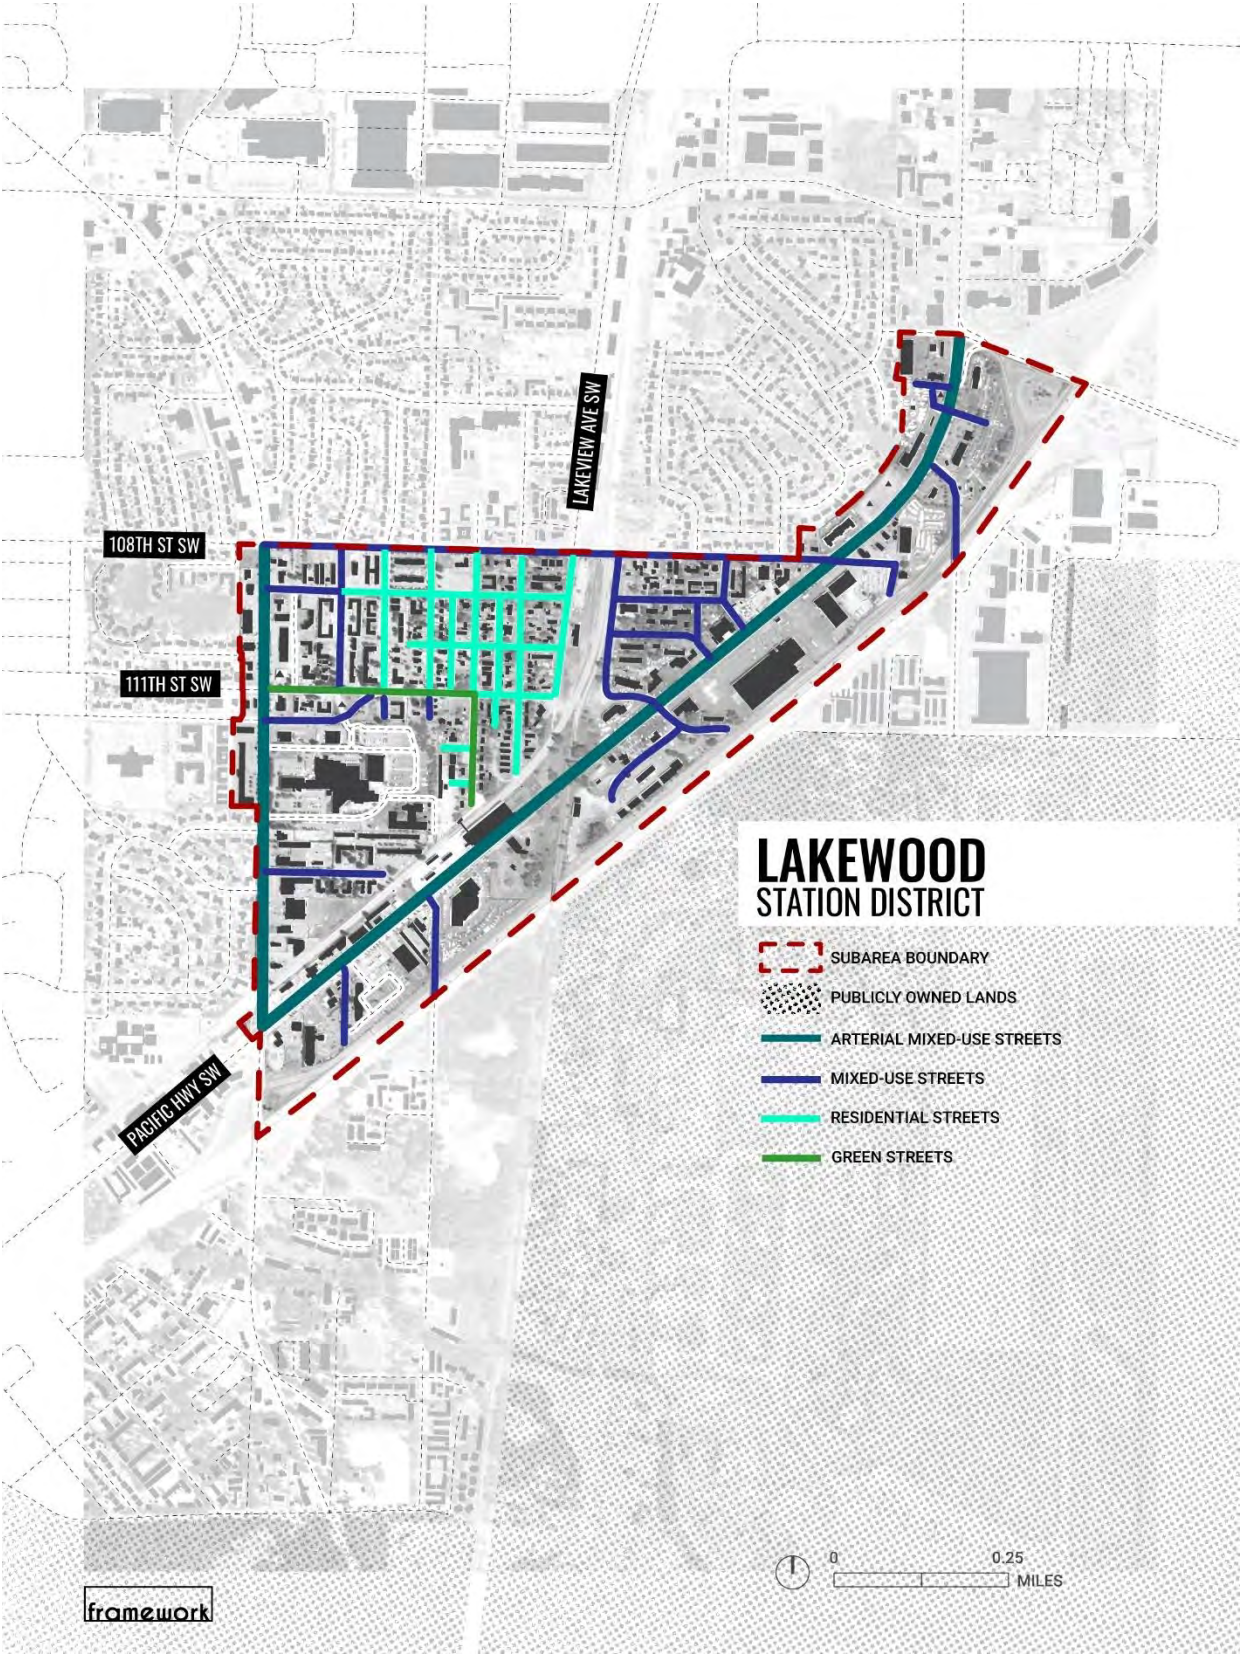 LAKEVIEW AVE SW
108TH ST SW
111TH ST SW
PACIFIC HWY SW
LAKEWOOD
STATION DISTRICT
SUBAREA BOUNDARY
PUBLICLY OWNED LANDS
ARTERIAL MIXED-USE STREETS
MIXED-USE STREETS
RESIDENTIAL STREETS
GREEN STREETS
0 0.25
MILES
framework